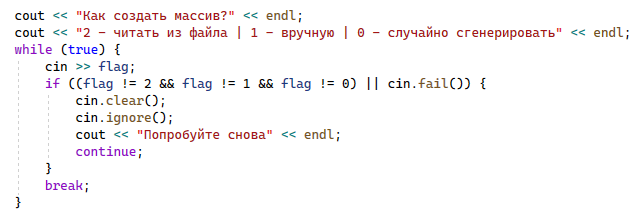 cout << "Как создать массив?" << endl;
cout << "2 - читать из файла | 1 - вручную | 0 - случайно сгенерировать" << endl;
while (true) {
    cin >> flag;
    if ((flag != 2 && flag != 1 && flag != 0) || cin.fail()) {
        cin.clear();
        cin.ignore();
        cout << "Попробуйте снова" << endl;
        continue;
    }
    break;
}